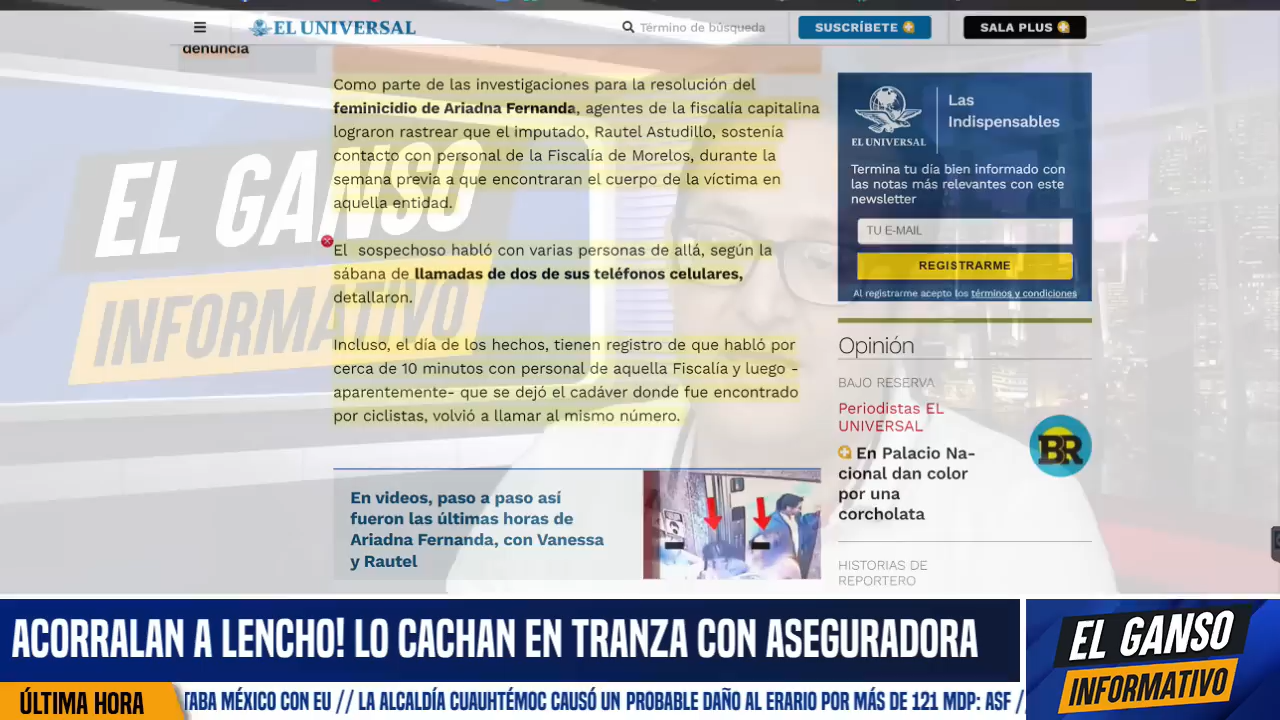 EL UNIVERSAL
Término de búsqueda
SUSCRÍBETE
SALA PLUS
denuncia
Como parte de las investigaciones para la resolución del
feminicidio de Ariadna Fernanda, agentes de la fiscalía capitalina
lograron rastrear que el imputado, Rautel Astudillo, sostenía
contacto con personal de la Fiscalía de Morelos, durante la
semana previa a que encontraran el cuerpo de la víctima en
aquella entidad.
El sospechoso habló con varias personas de allá, según la
sábana de llamadas de dos de sus teléfonos celulares,
detallaron.
Incluso, el día de los hechos, tienen registro de que habló por
cerca de 10 minutos con personal de aquella Fiscalía y luego -
aparentemente- que se dejó el cadáver donde fue encontrado
por ciclistas, volvió a llamar al mismo número.
En videos, paso a paso así
fueron las últimas horas de
Ariadna Fernanda, con Vanessa
y Rautel
EL GANSO
INFORMATIVO
EL UNIVERSAL
Las
Indispensables
Termina tu día bien informado con
las notas más relevantes con este
newsletter
TU E-MAIL
REGISTRARME
Al registrarme acepto los términos y condiciones
Opinión
BAJO RESERVA
Periodistas EL
UNIVERSAL
En Palacio Na-
cional dan color
por una
corcholata
BR
HISTORIAS DE
REPORTERO
ACORRALAN A LENCHO! LO CACHAN EN TRANZA CON ASEGURADORA
EL GANSO
INFORMATIVO
ÚLTIMA HORA
TABA MÉXICO CON EU // LA ALCALDÍA CUAUHTÉMOC CAUSÓ UN PROBABLE DAÑO AL ERARIO POR MÁS DE 121 MDP: ASF /